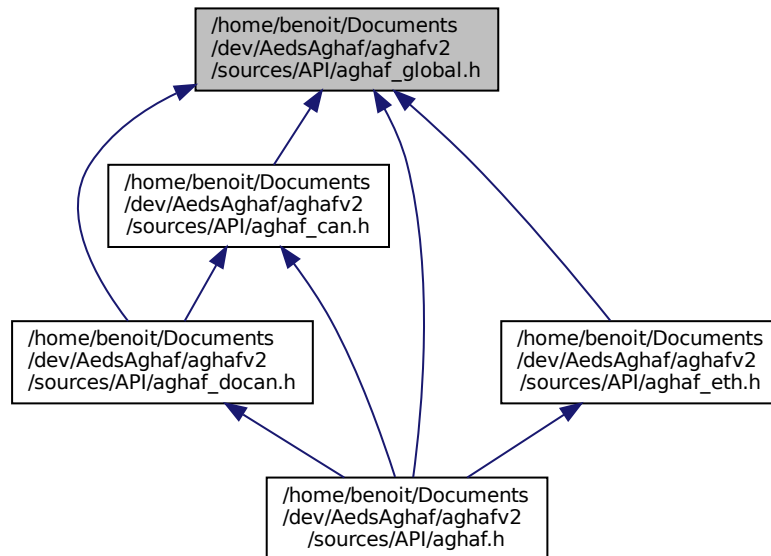 /home/benoit/Documents
/dev/AedsAghaf/aghafv2
/sources/API/aghaf_global.h
/home/benoit/Documents
/dev/AedsAghaf/aghafv2
/sources/API/aghaf_can.h
/home/benoit/Documents
/dev/AedsAghaf/aghafv2
/sources/API/aghaf_docan.h
/home/benoit/Documents
/dev/AedsAghaf/aghafv2
/sources/API/aghaf_eth.h
/home/benoit/Documents
/dev/AedsAghaf/aghafv2
/sources/API/aghaf.h